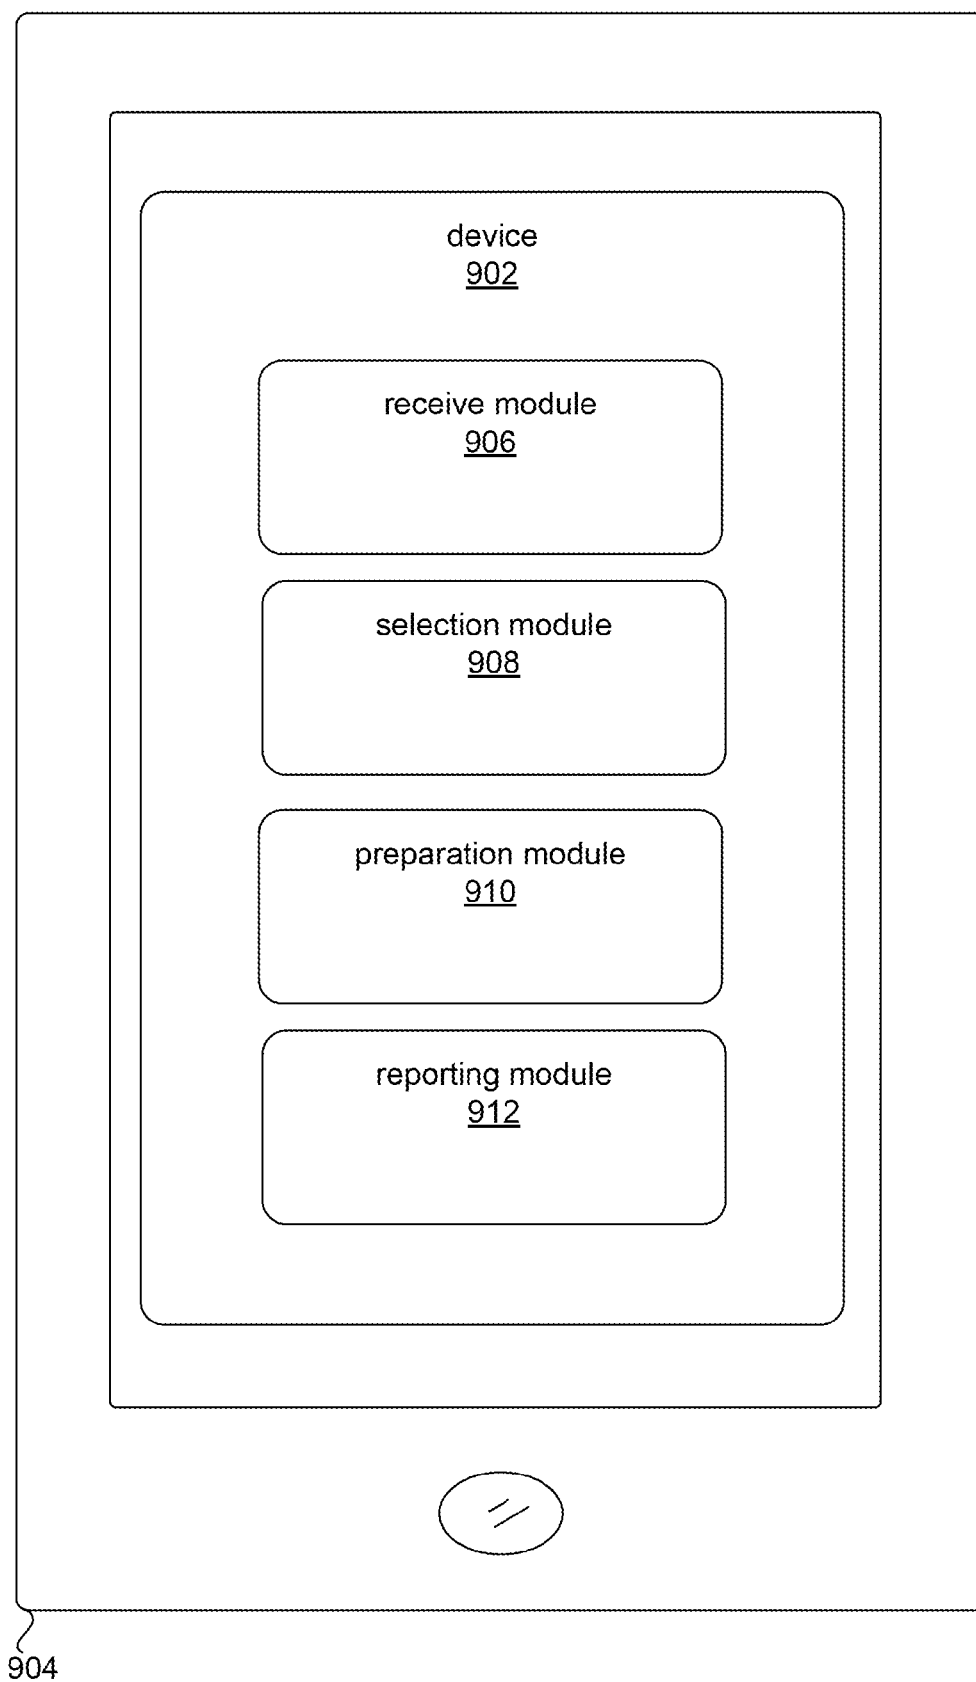 device
902
receive module
906
selection module
908
preparation module
910
reporting module
912
904